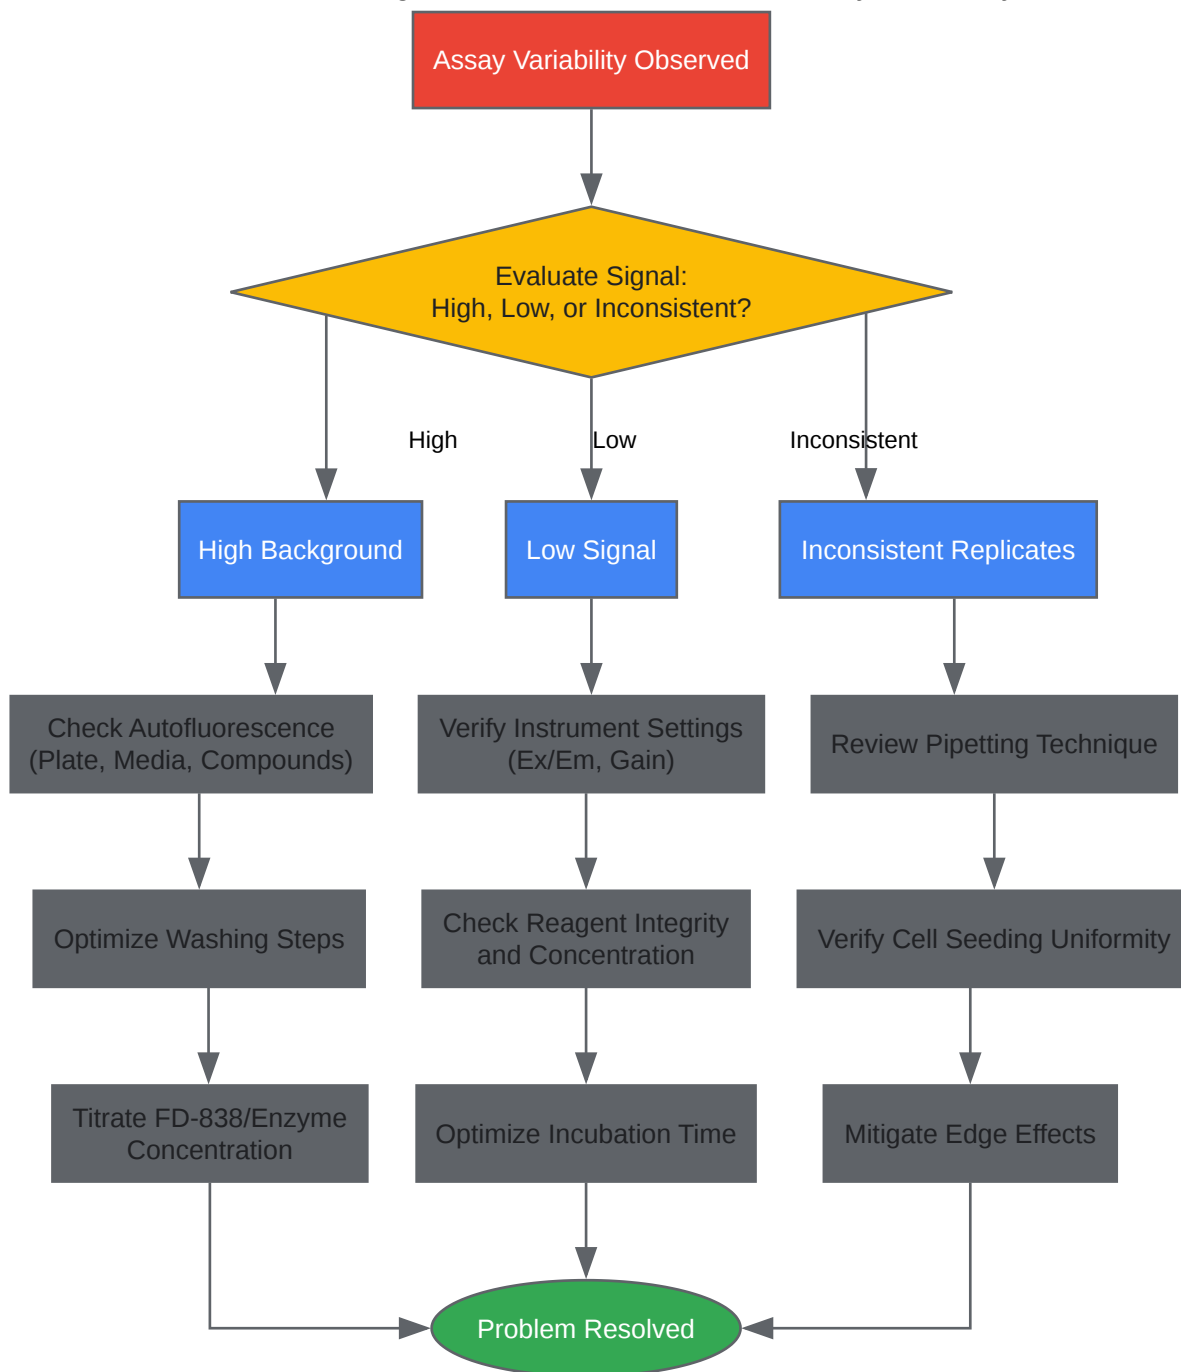 Assay Variability Observed
Evaluate Signal:
High, Low, or Inconsistent?
High
Low
Inconsistent
High Background
Low Signal
Inconsistent Replicates
Check Autofluorescence
(Plate, Media, Compounds)
Verify Instrument Settings
(Ex/Em, Gain)
Review Pipetting Technique
Optimize Washing Steps
Check Reagent Integrity
and Concentration
Verify Cell Seeding Uniformity
Titrate FD-838/Enzyme
Concentration
Optimize Incubation Time
Mitigate Edge Effects
Problem Resolved